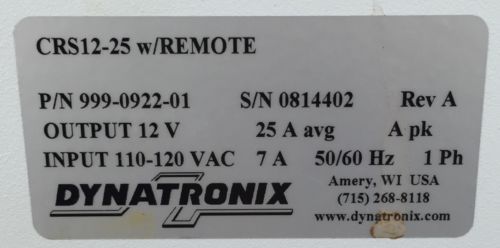 CRS12-25 w/REMOTE
P/N 999-0922-01 S/N 0814402 Rev A
OUTPUT 12 V 25 A avg A pk
INPUT 110-120 VAC 7 A 50/60 Hz 1 Ph
DYNATRONIX
Amery, WI USA
(715) 268-8118
www.dynatronix.com